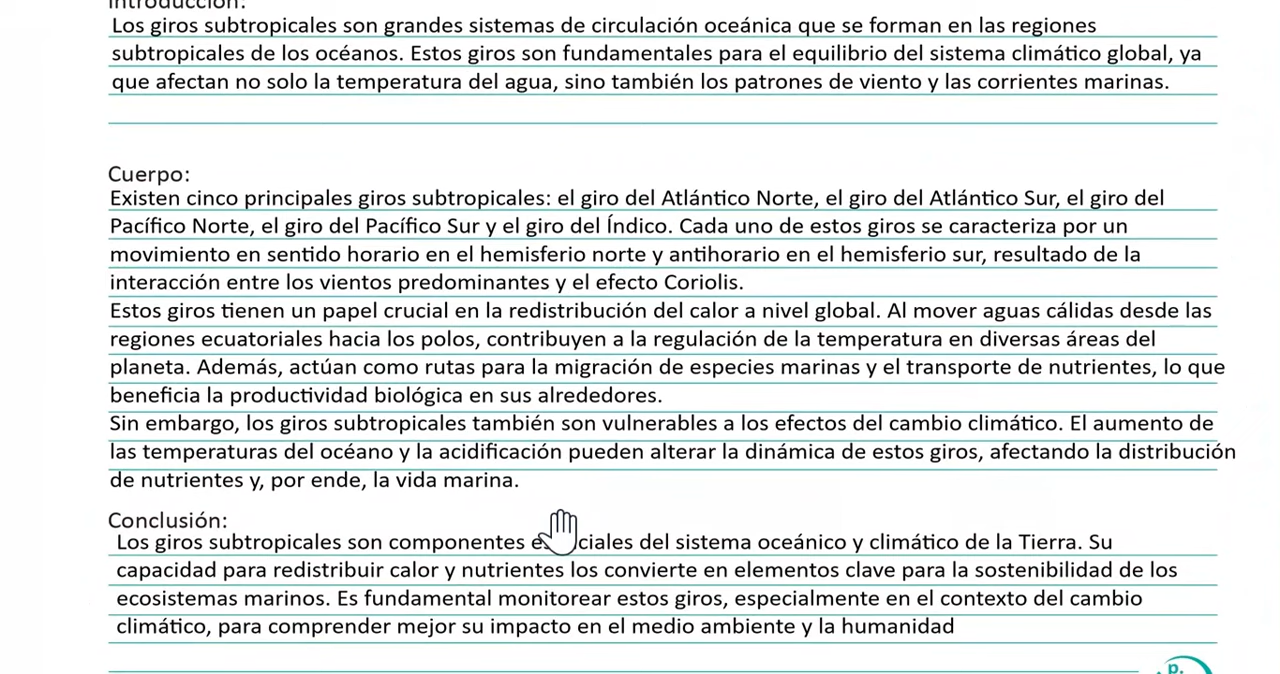 Introducción:
Los giros subtropicales son grandes sistemas de circulación oceánica que se forman en las regiones
subtropicales de los océanos. Estos giros son fundamentales para el equilibrio del sistema climático global, ya
que afectan no solo la temperatura del agua, sino también los patrones de viento y las corrientes marinas.
Cuerpo:
Existen cinco principales giros subtropicales: el giro del Atlántico Norte, el giro del Atlántico Sur, el giro del
Pacífico Norte, el giro del Pacífico Sur y el giro del Índico. Cada uno de estos giros se caracteriza por un
movimiento en sentido horario en el hemisferio norte y antihorario en el hemisferio sur, resultado de la
interacción entre los vientos predominantes y el efecto Coriolis.
Estos giros tienen un papel crucial en la redistribución del calor a nivel global. Al mover aguas cálidas desde las
regiones ecuatoriales hacia los polos, contribuyen a la regulación de la temperatura en diversas áreas del
planeta. Además, actúan como rutas para la migración de especies marinas y el transporte de nutrientes, lo que
beneficia la productividad biológica en sus alrededores.
Sin embargo, los giros subtropicales también son vulnerables a los efectos del cambio climático. El aumento de
las temperaturas del océano y la acidificación pueden alterar la dinámica de estos giros, afectando la distribución
de nutrientes y, por ende, la vida marina.
Conclusión:
Los giros subtropicales son componentes del sistema oceánico y climático de la Tierra. Su
capacidad para redistribuir calor y nutrientes los convierte en elementos clave para la sostenibilidad de los
ecosistemas marinos. Es fundamental monitorear estos giros, especialmente en el contexto del cambio
climático, para comprender mejor su impacto en el medio ambiente y la humanidad
p.